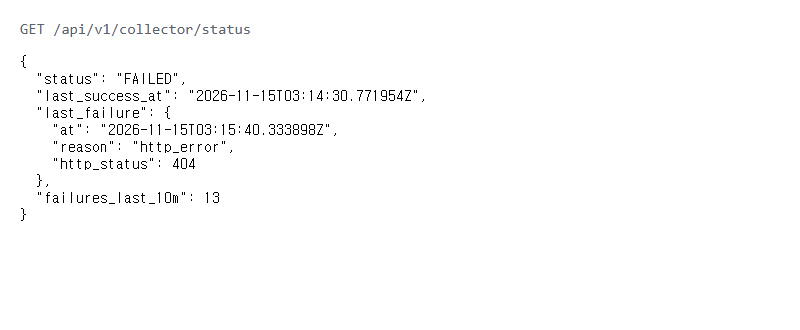 GET /api/v1/collector/status
{
  "status": "FAILED",
  "last_success_at": "2026-11-15T03:14:30.771954Z",
  "last_failure": {
    "at": "2026-11-15T03:15:40.333898Z",
    "reason": "http_error",
    "http_status": 404
  },
  "failures_last_10m": 13
}